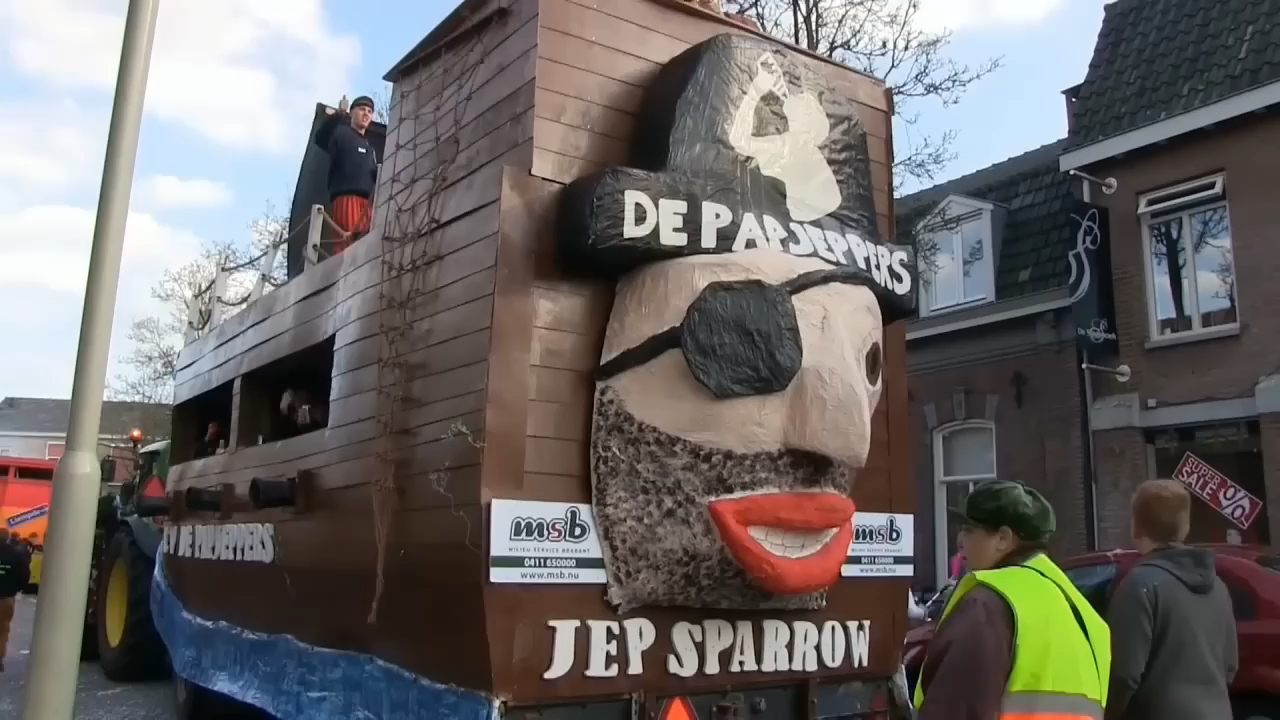 DE PAPJEPPERS
msb
MILIEU SERVICE BRABANT
0411 650000
www.msb.nu
msb
MILIEU SERVICE BRABANT
0411 650000
www.msb.nu
DE PAPJEPPERS
JEP SPARROW
SUPER
SALE %